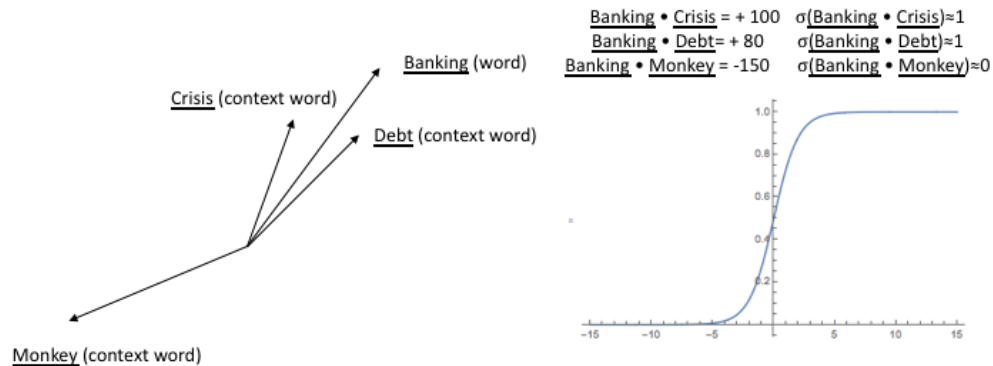 Banking • Crisis = + 100 σ(Banking • Crisis)≈1
Banking • Debt= + 80 σ(Banking • Debt)≈1
Banking • Monkey = -150 σ(Banking • Monkey)≈0
Banking (word)
Crisis (context word)
Debt (context word)
Monkey (context word)
1.0
0.8
0.6
0.4
0.2
-15 -10 -5 5 10 15